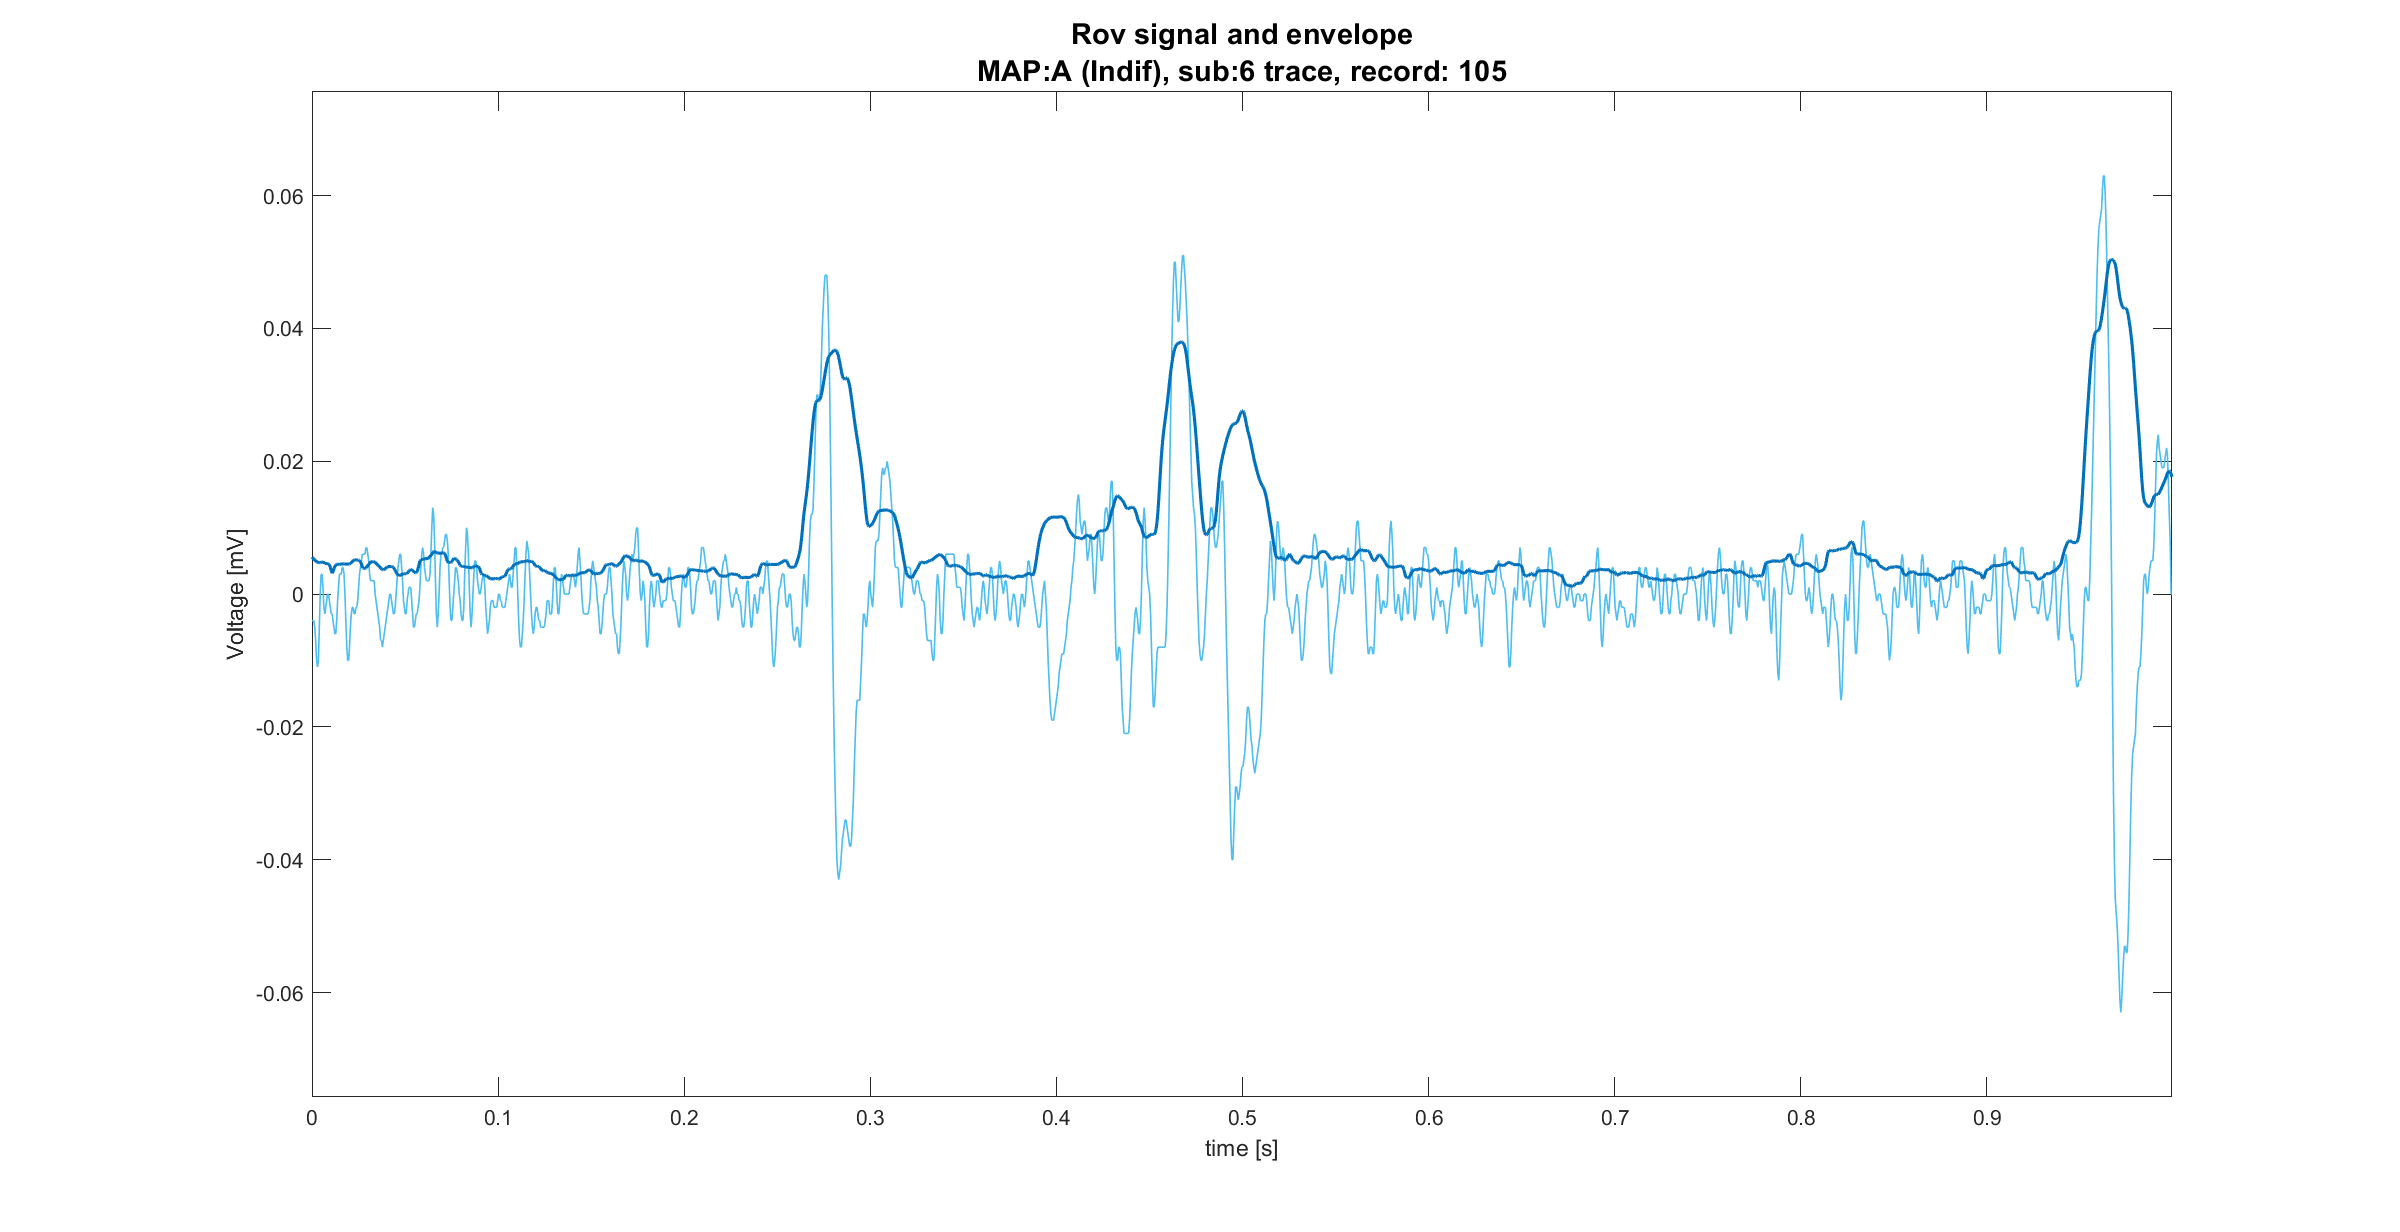 Rov signal and envelope
MAP:A (Indif), sub:6 trace, record: 105
Voltage [mV]
0.06
0.04
0.02
0
-0.02
-0.04
-0.06
0 0.1 0.2 0.3 0.4 0.5 0.6 0.7 0.8 0.9
time [s]